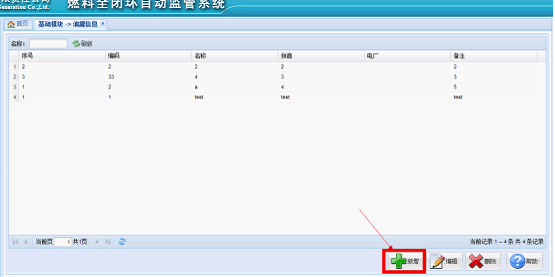 燃料全闭环自动监管系统
Generation Co.,Ltd.
首页 基础模块 -> 油罐信息
名称: 刷新
序号 编码 名称 拼音 电厂 备注
1 2 2 2 2 2
2 3 33 4 3 3
3 1 2 a 4 5
4 1 1 test test test
当前页 1 共1页 当前记录 1 -- 4 条 共 4 条记录
新增 编辑 删除 帮助